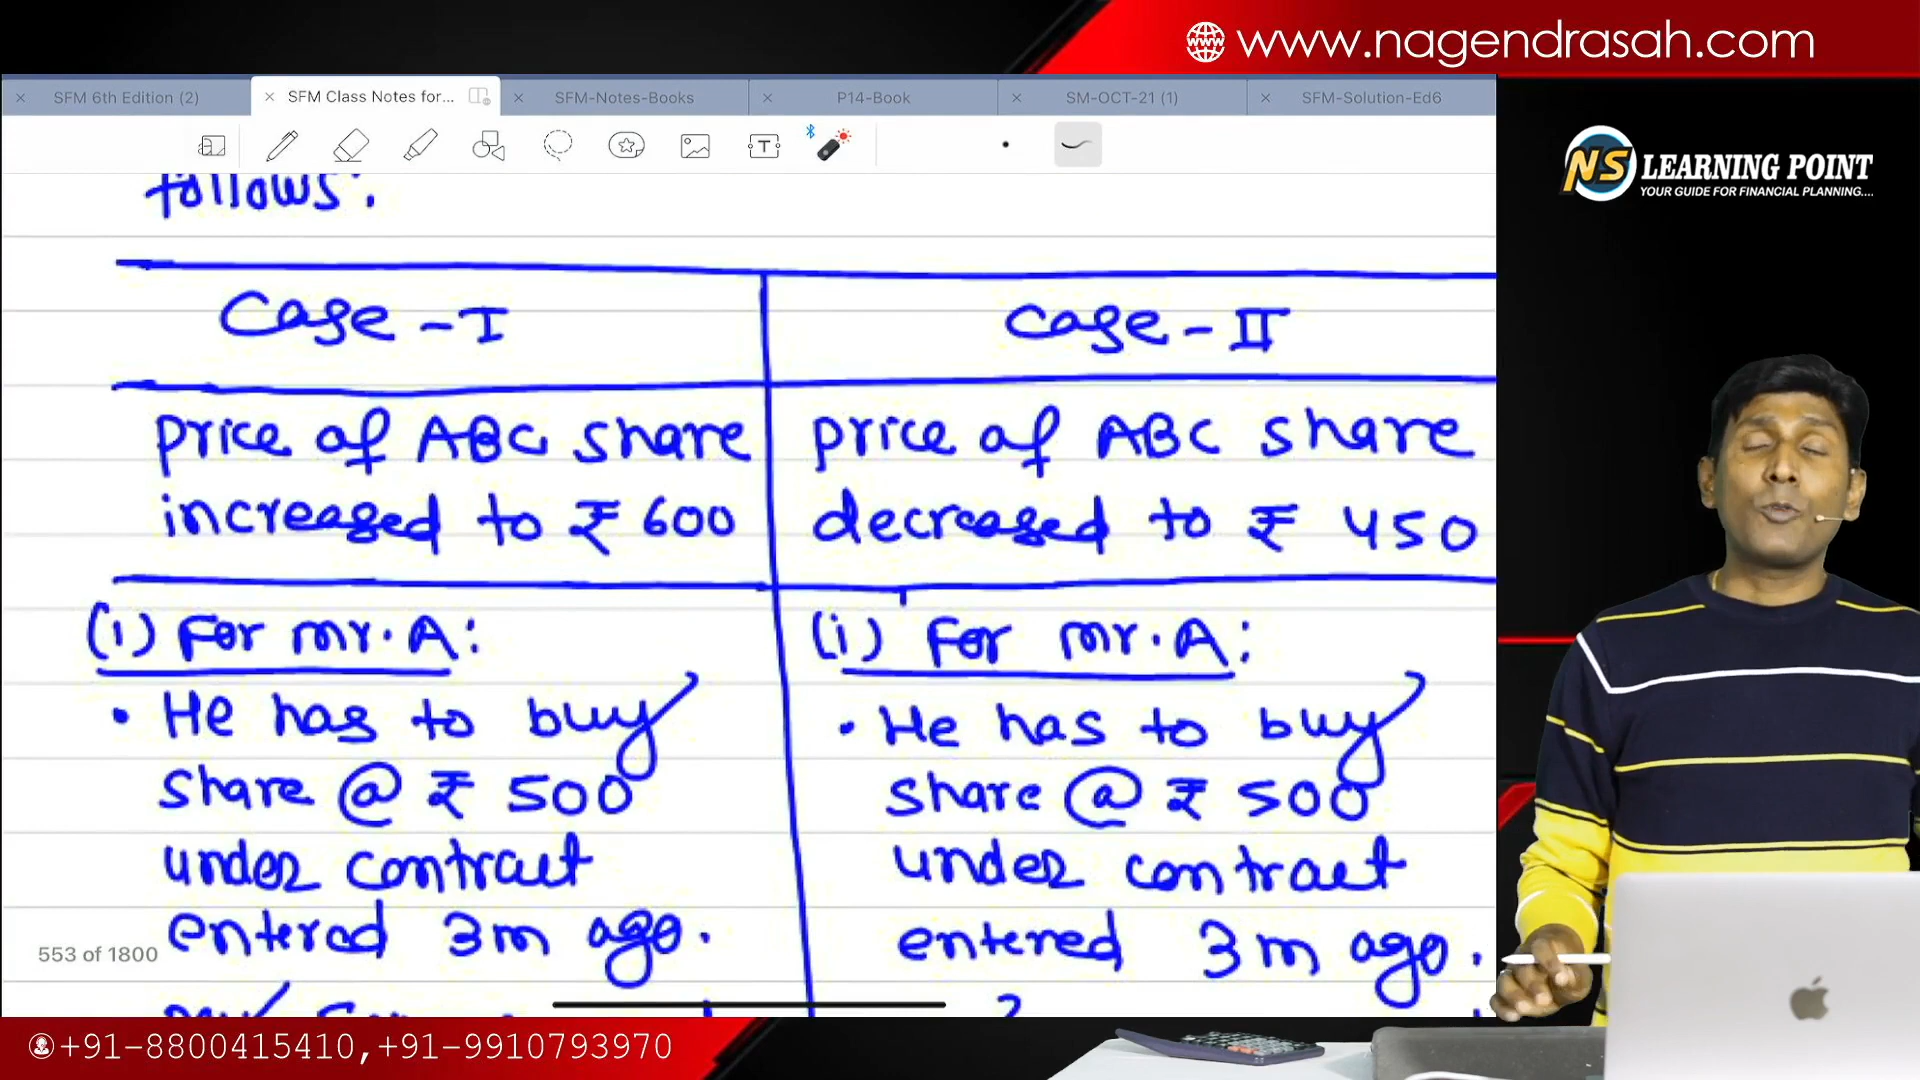 www.nagendrasah.com
SFM 6th Edition (2)
SFM Class Notes for...
SFM-Notes-Books
P14-Book
SM-OCT-21 (1)
SFM-Solution-Ed6
NS LEARNING POINT
YOUR GUIDE FOR FINANCIAL PLANNING....
follows:
Case - I
Case - II
price of ABC share
increased to ₹ 600
price of ABC share
decreased to ₹ 450
(i) For Mr. A:
• He has to buy
share @ ₹ 500
under contract
entered 3m ago.
(i) For Mr. A:
• He has to buy
share @ ₹ 500
under contract
entered 3m ago.
553 of 1800
+91-8800415410,+91-9910793970